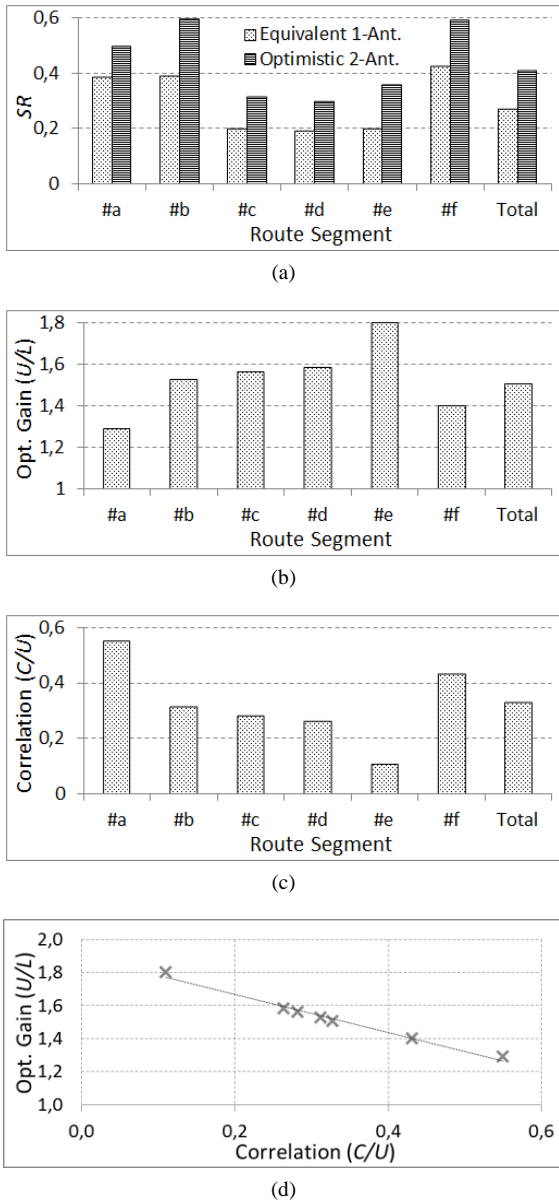 0,6
0,4
0,2
0
SR
Equivalent 1-Ant.
Optimistic 2-Ant.
#a #b #c #d #e #f Total
Route Segment
(a)
1,8
1,6
1,4
1,2
1
Opt. Gain (U/L)
#a #b #c #d #e #f Total
Route Segment
(b)
0,6
0,4
0,2
0
Correlation (C/U)
#a #b #c #d #e #f Total
Route Segment
(c)
2,0
1,8
1,6
1,4
1,2
1,0
Opt. Gain (U/L)
0,0 0,2 0,4 0,6
Correlation (C/U)
(d)